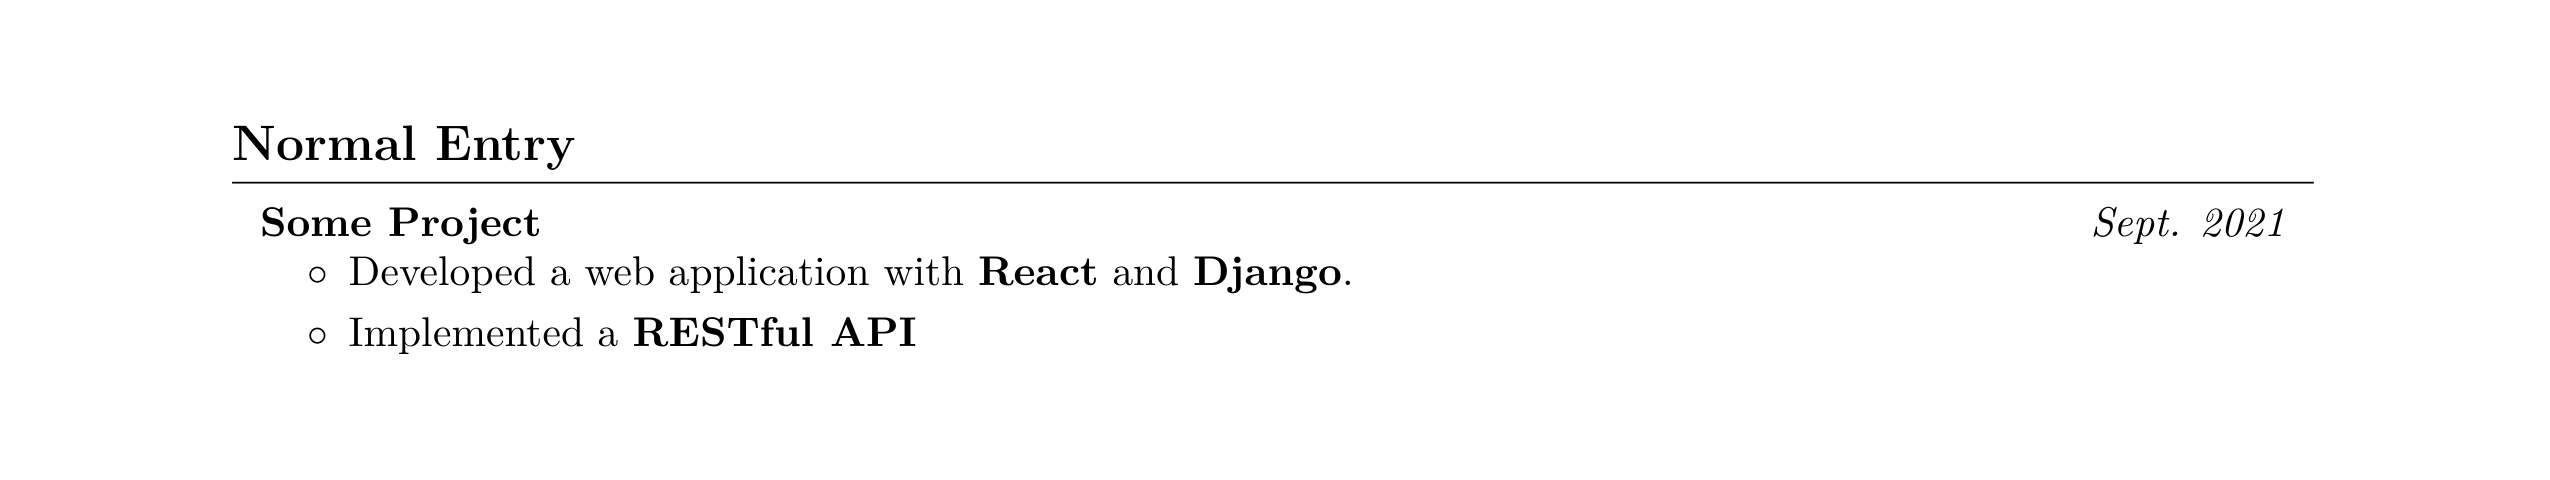 Normal Entry
Some Project Sept. 2021
◦ Developed a web application with React and Django.
◦ Implemented a RESTful API